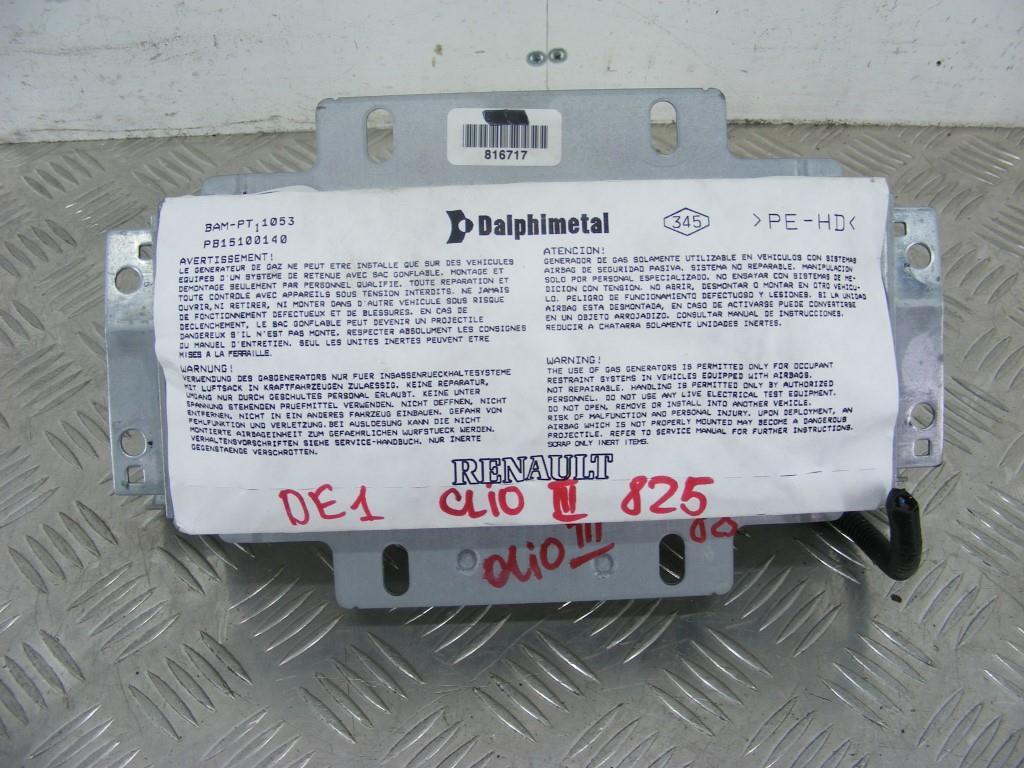 816717
BAM-PT11053
PB15100140
Dalphimetal
345
>PE-HD<
AVERTISSEMENT!
LE GENERATEUR DE GAZ NE PEUT ETRE INSTALLE QUE SUR DES VEHICULES
EQUIPES D'UN SYSTEME DE RETENUE AVEC SAC GONFLABLE. MONTAGE ET
DEMONTAGE SEULEMENT PAR PERSONNEL QUALIFIE. TOUTE REPARATION ET
TOUTE CONTROLE AVEC APPAREILS SOUS TENSION INTERDITS. NE JAMAIS
OUVRIR, NI RETIRER, NI MONTER DANS D'AUTRE VEHICULE SOUS RISQUE
DE FONCTIONNEMENT DEFECTUEUX ET DE BLESSURES. EN CAS DE
DECLENCHEMENT, LE SAC GONFLABLE PEUT DEVENIR UN PROJECTILE
DANGEREUX S'IL N'EST PAS MONTE. RESPECTER ABSOLUMENT LES CONSIGNES
DU MANUEL D'ENTRETIEN. SEUL LES UNITES INERTES PEUVENT ETRE
MISES A LA FERRAILLE.
ATENCION!
GENERADOR DE GAS SOLAMENTE UTILIZABLE EN VEHICULOS CON SISTEMAS
AIRBAG DE SEGURIDAD PASIVA. SISTEMA NO REPARABLE. MANIPULACION
SOLO POR PERSONAL ESPECIALIZADO. NO ENSAYAR CON SISTEMAS DE ME-
DICION CON TENSION. NO ABRIR, DESMONTAR O MONTAR EN OTRO VEHICU-
LO. PELIGRO DE FUNCIONAMIENTO DEFECTUOSO Y LESIONES. SI LA UNIDAD
AIRBAG ESTA DESMONTADA, EN CASO DE ACTIVARSE PUEDE CONVERTIRSE
EN UN OBJETO ARROJADIZO. CONSULTAR MANUAL DE INSTRUCCIONES.
REDUCIR A CHATARRA SOLAMENTE UNIDADES INERTES.
WARNUNG!
VERWENDUNG DES GASGENERATORS NUR FUER INSASSENRUECKHALTESYSTEME
MIT LUFTSACK IN KRAFTFAHRZEUGEN ZULAESSIG. KEINE REPARATUR,
UMGANG NUR DURCH GESCHULTES PERSONAL ERLAUBT. KEINE UNTER
SPANNUNG STEHENDEN PRUEFMITTEL VERWENDEN. NICHT OEFFNEN, NICHT
ENTFERNEN, NICHT IN EIN ANDERES FAHRZEUG EINBAUEN. GEFAHR VON
FEHLFUNKTION UND VERLETZUNG. BEI AUSLOESUNG KANN DIE NICHT
MONTIERTE AIRBAGEINHEIT ZUM GEFAEHRLICHEN WURFSTUECK WERDEN.
VERHALTENSVORSCHRIFTEN SIEHE SERVICE-HANDBUCH. NUR INERTE
GEGENSTAENDE VERSCHROTTEN.
WARNING!
THE USE OF GAS GENERATORS IS PERMITTED ONLY FOR OCCUPANT
RESTRAINT SYSTEMS IN VEHICLES EQUIPPED WITH AIRBAGS.
NOT REPAIRABLE. HANDLING IS PERMITTED ONLY BY AUTHORIZED
PERSONNEL. DO NOT USE ANY LIVE ELECTRICAL TEST EQUIPMENT.
DO NOT OPEN, REMOVE OR INSTALL INTO ANOTHER VEHICLE.
RISK OF MALFUNCTION AND PERSONAL INJURY. UPON DEPLOYMENT, AN
AIRBAG WHICH IS NOT PROPERLY MOUNTED MAY BECOME A DANGEROUS
PROJECTILE. REFER TO SERVICE MANUAL FOR FURTHER INSTRUCTIONS.
SCRAP ONLY INERT ITEMS.
RENAULT
DE1 CLIO III 825
CLIO III 80